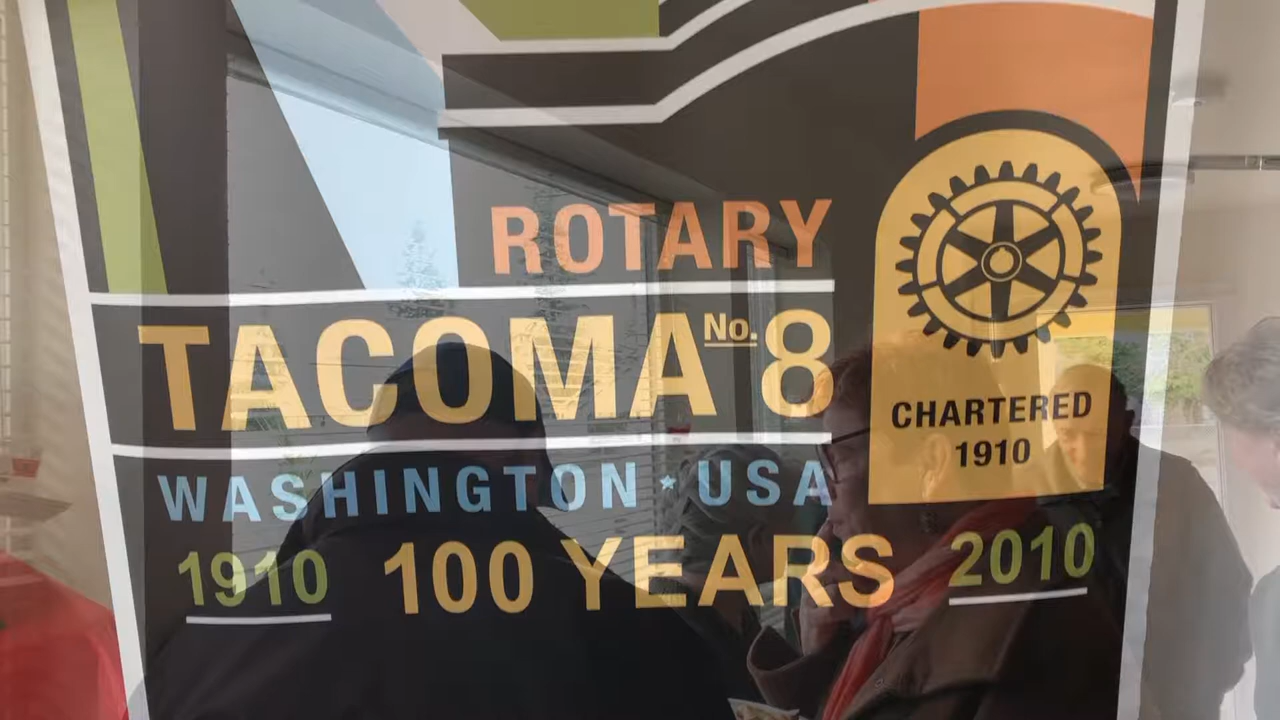 ROTARY
TACOMA No. 8
WASHINGTON ★ USA
1910 100 YEARS 2010
CHARTERED
1910